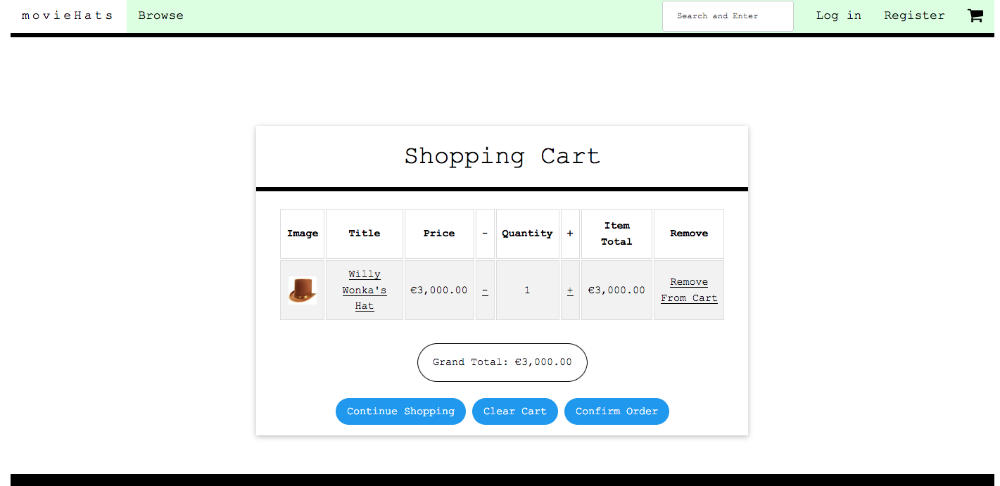 movieHats Browse Search and Enter Log in Register
Shopping Cart
Image Title Price - Quantity + Item Total Remove
Willy Wonka's Hat €3,000.00 - 1 + €3,000.00 Remove From Cart
Grand Total: €3,000.00
Continue Shopping Clear Cart Confirm Order